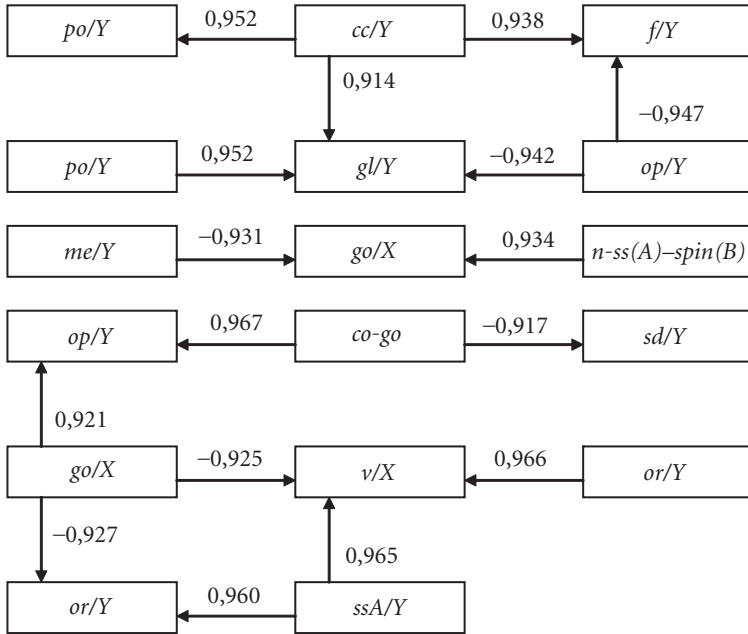 po/Y 0,952 cc/Y 0,938 f/Y
0,914
−0,947
po/Y 0,952 gl/Y −0,942 op/Y
me/Y −0,931 go/X 0,934 n-ss(A)–spin(B)
op/Y 0,967 co-go −0,917 sd/Y
0,921
go/X −0,925 v/X 0,966 or/Y
−0,927
0,965
or/Y 0,960 ssA/Y